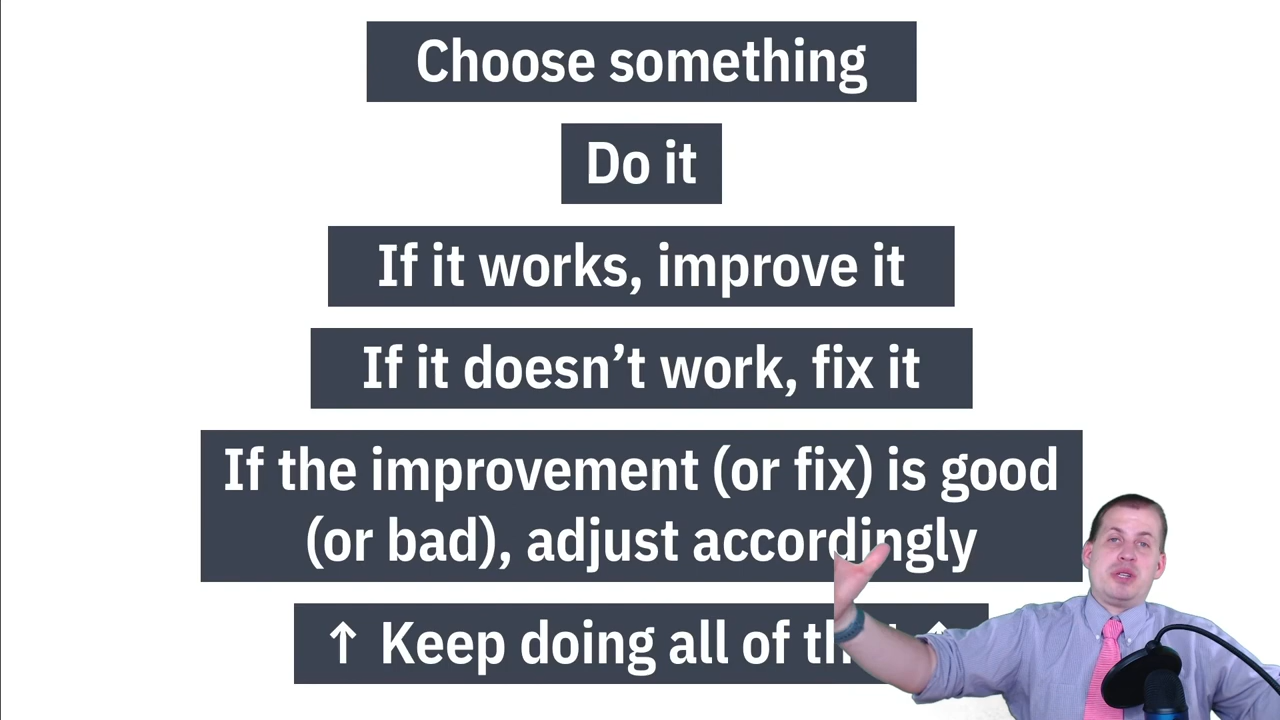 Choose something
Do it
If it works, improve it
If it doesn’t work, fix it
If the improvement (or fix) is good
(or bad), adjust accordingly
↑ Keep doing all of